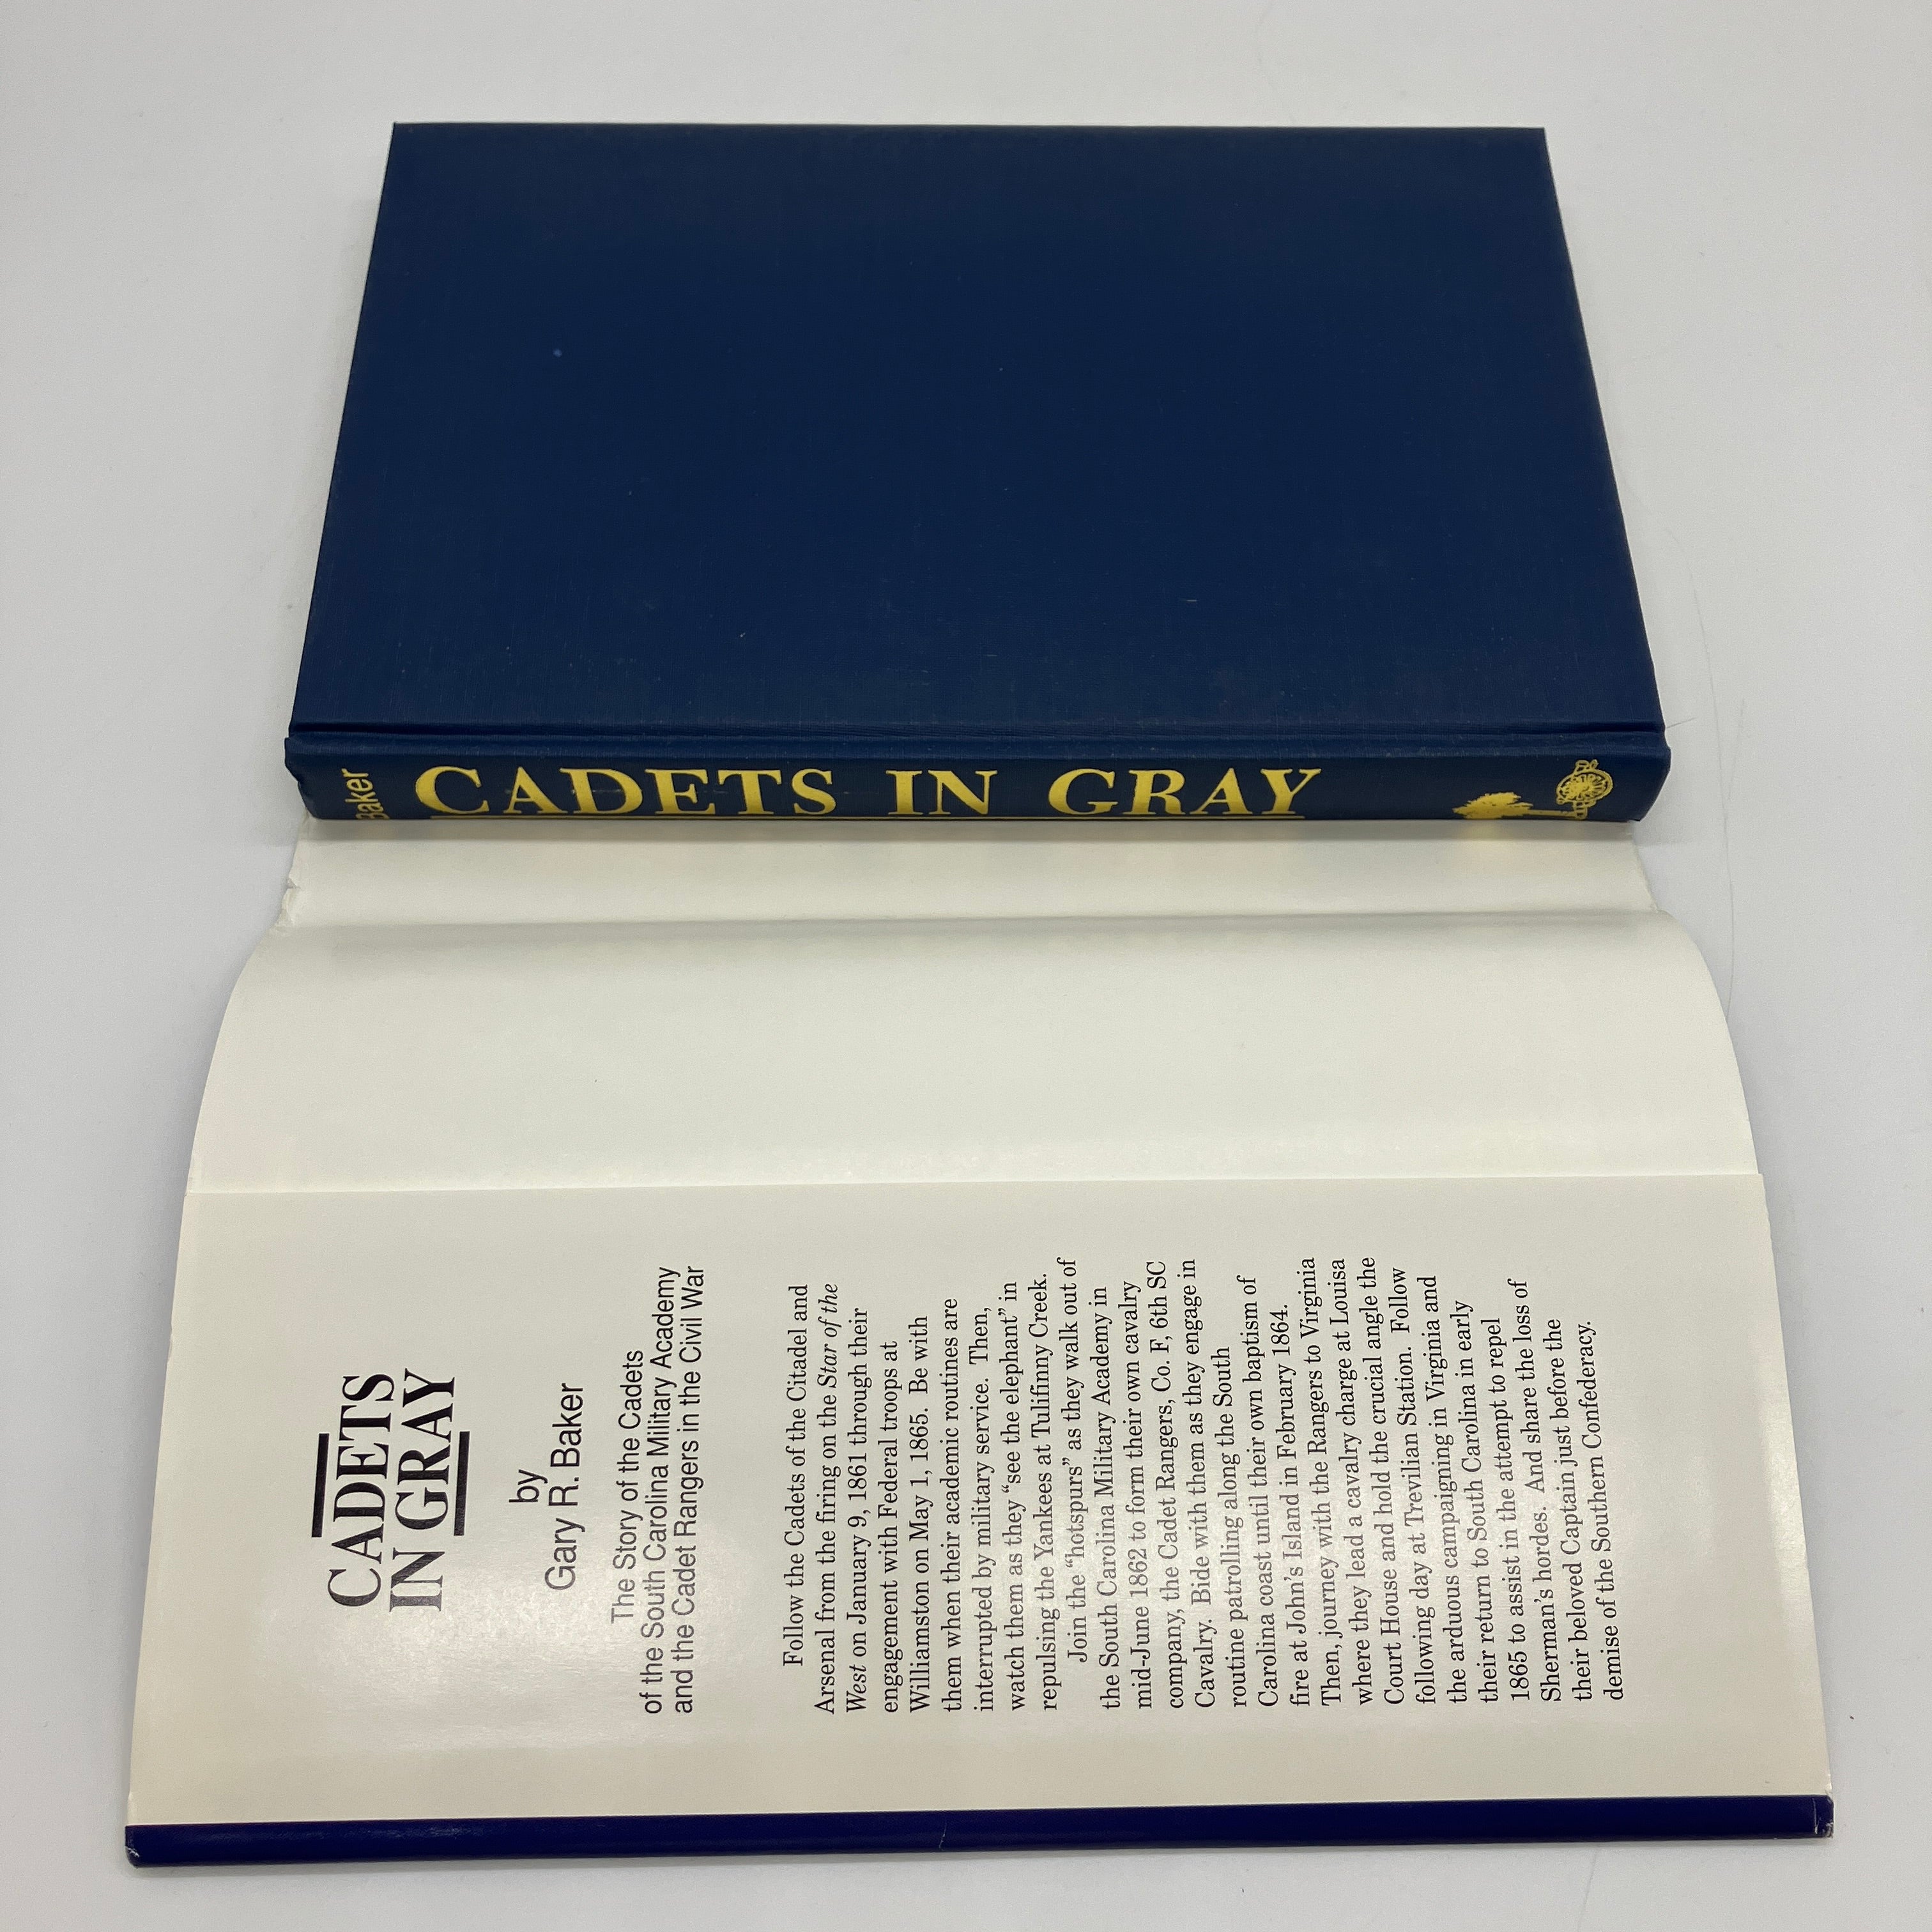 Baker CADETS IN GRAY
CADETS
IN GRAY
by
Gary R. Baker
The Story of the Cadets
of the South Carolina Military Academy
and the Cadet Rangers in the Civil War
Follow the Cadets of the Citadel and
Arsenal from the firing on the Star of the
West on January 9, 1861 through their
engagement with Federal troops at
Williamston on May 1, 1865. Be with
them when their academic routines are
interrupted by military service. Then,
watch them as they “see the elephant” in
repulsing the Yankees at Tulifinny Creek.
Join the “hotspurs” as they walk out of
the South Carolina Military Academy in
mid-June 1862 to form their own cavalry
company, the Cadet Rangers, Co. F, 6th SC
Cavalry. Bide with them as they engage in
routine patrolling along the South
Carolina coast until their own baptism of
fire at John's Island in February 1864.
Then, journey with the Rangers to Virginia
where they lead a cavalry charge at Louisa
Court House and hold the crucial angle the
following day at Trevilian Station. Follow
the arduous campaigning in Virginia and
their return to South Carolina in early
1865 to assist in the attempt to repel
Sherman's hordes. And share the loss of
their beloved Captain just before the
demise of the Southern Confederacy.